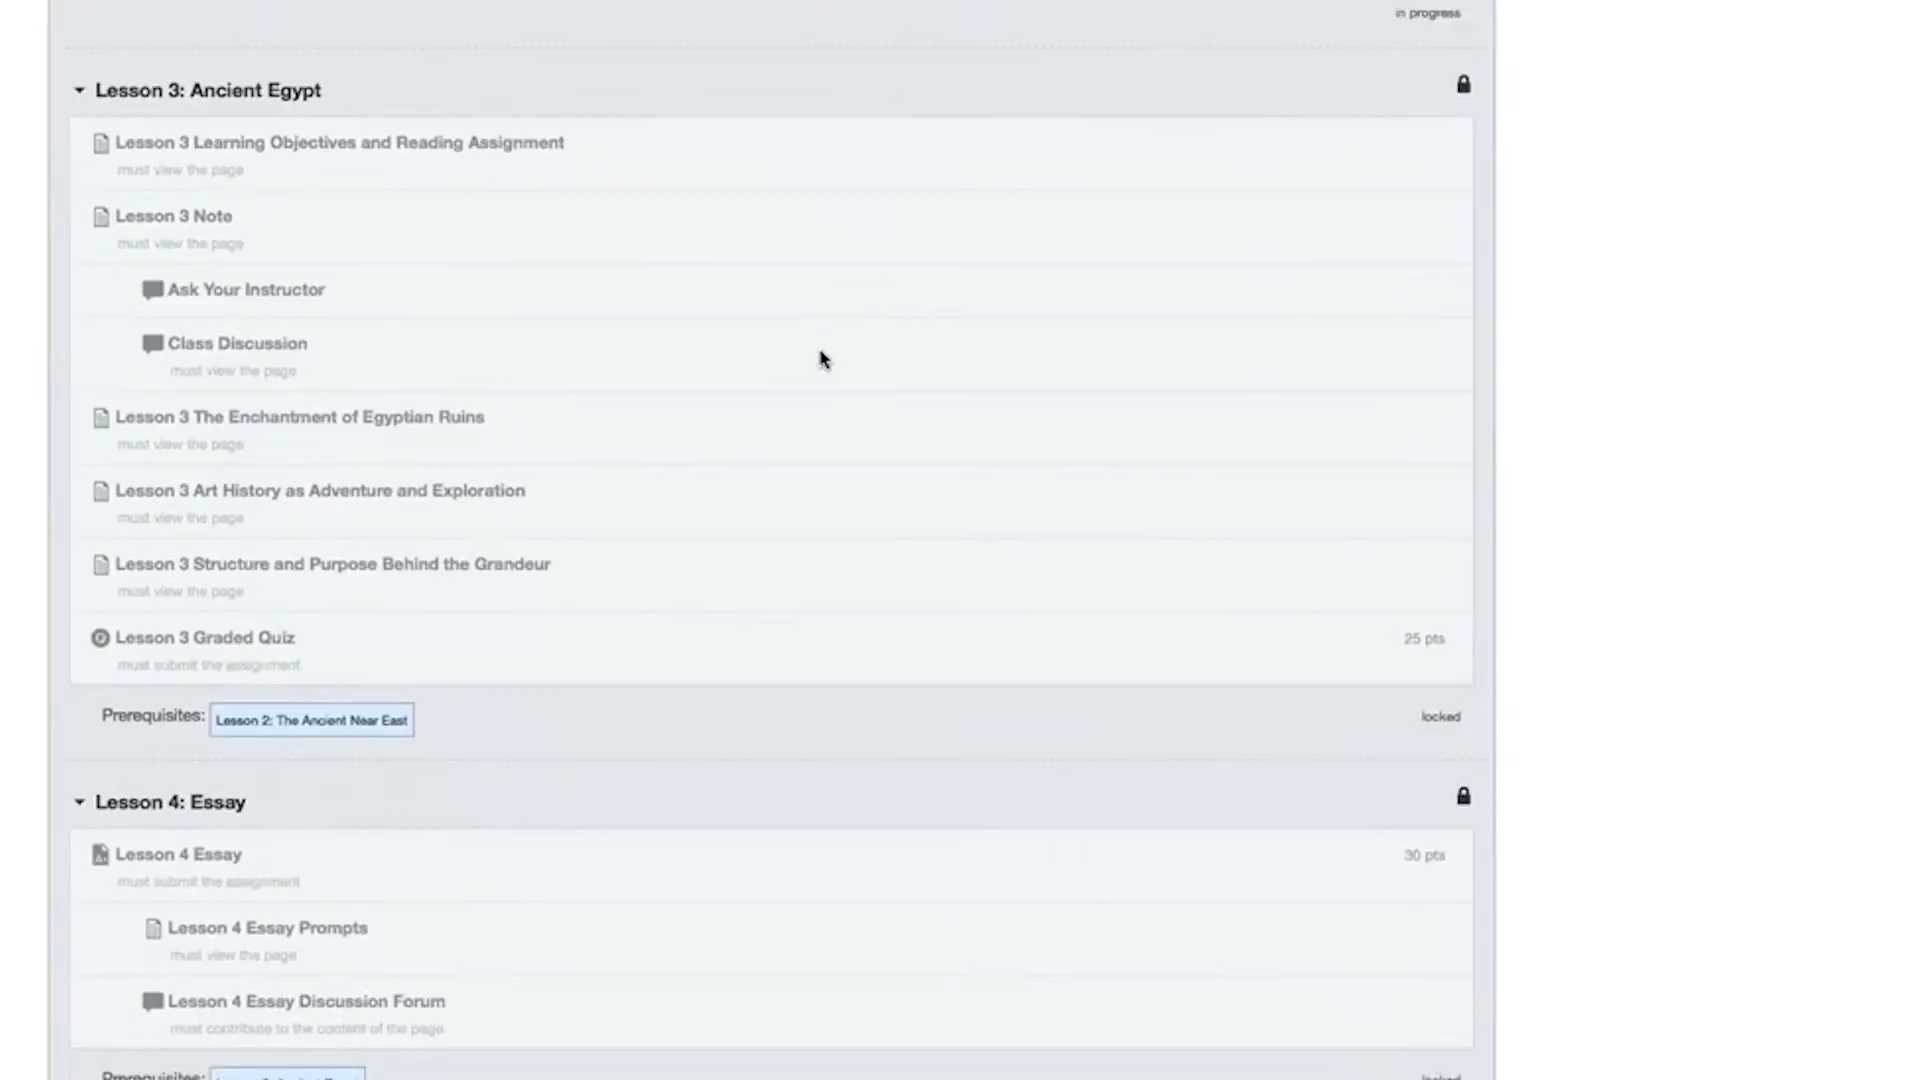 in progress
Lesson 3: Ancient Egypt
Lesson 3 Learning Objectives and Reading Assignment
must view the page
Lesson 3 Note
must view the page
Ask Your Instructor
Class Discussion
must view the page
Lesson 3 The Enchantment of Egyptian Ruins
must view the page
Lesson 3 Art History as Adventure and Exploration
must view the page
Lesson 3 Structure and Purpose Behind the Grandeur
must view the page
Lesson 3 Graded Quiz
25 pts
must submit the assignment
Prerequisites: Lesson 2: The Ancient Near East
locked
Lesson 4: Essay
Lesson 4 Essay
30 pts
must submit the assignment
Lesson 4 Essay Prompts
must view the page
Lesson 4 Essay Discussion Forum
must contribute to the content of the page
Prerequisites:
locked